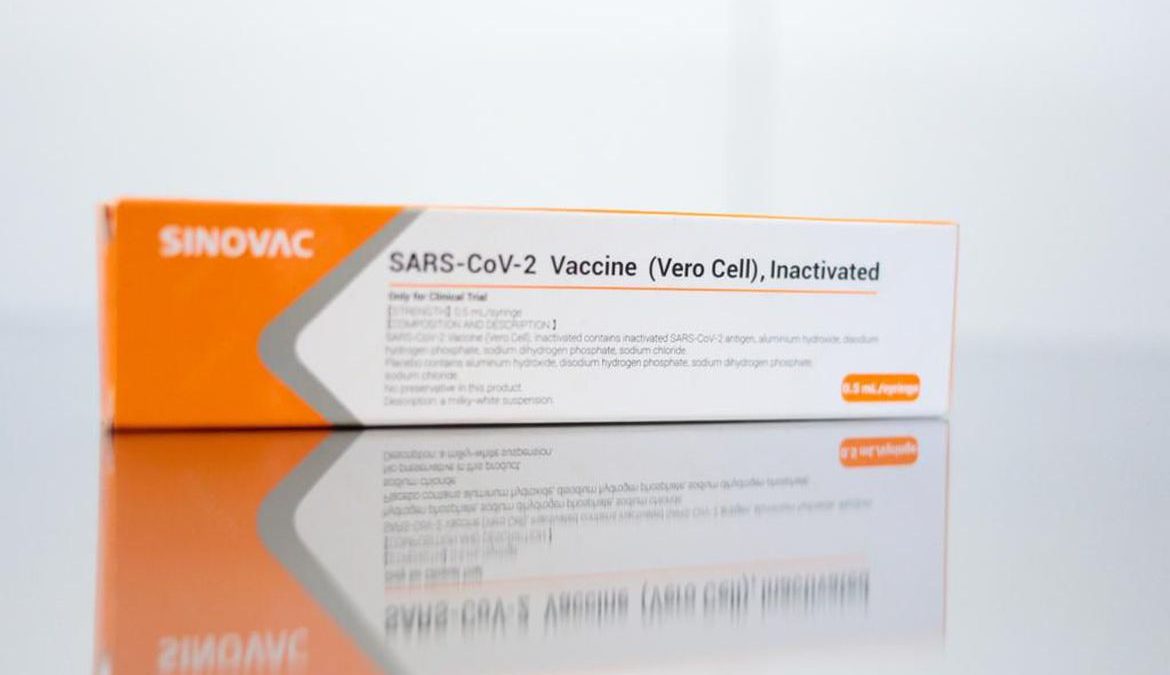 SINOVAC
SARS-CoV-2 Vaccine (Vero Cell), Inactivated
Only for Clinical Trial
【STRENGTH】0.5 mL/syringe
【COMPOSITION AND DESCRIPTION】
SARS-CoV-2 Vaccine (Vero Cell), Inactivated contains inactivated SARS-CoV-2 antigen, aluminium hydroxide, disodium
hydrogen phosphate, sodium dihydrogen phosphate, sodium chloride.
Placebo contains aluminum hydroxide, disodium hydrogen phosphate, sodium dihydrogen phosphate,
sodium chloride.
No preservative in this product.
Description: a milky-white suspension.
0.5 mL/syringe